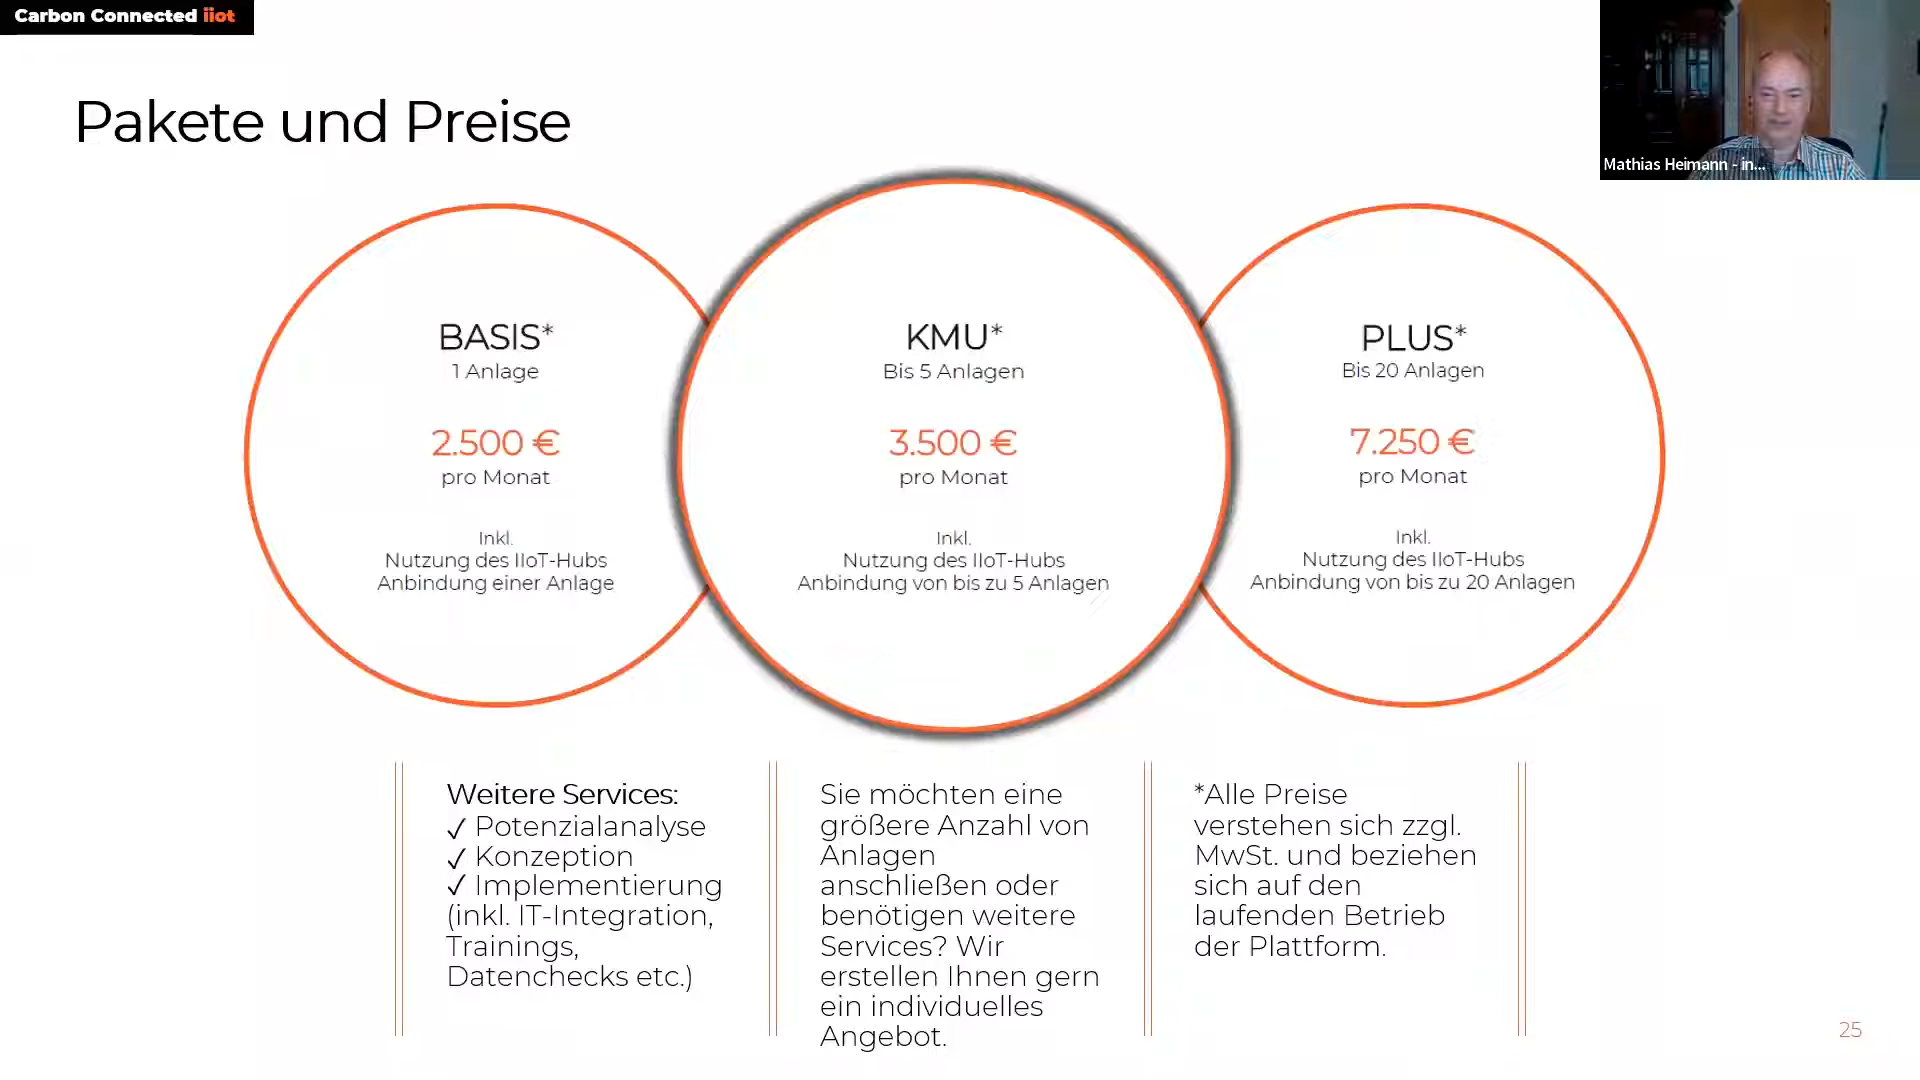 Carbon Connected iiot
Mathias Heimann - in...
Pakete und Preise
BASIS*
1 Anlage
2.500 €
pro Monat
Inkl.
Nutzung des IIoT-Hubs
Anbindung einer Anlage
KMU*
Bis 5 Anlagen
3.500 €
pro Monat
Inkl.
Nutzung des IIoT-Hubs
Anbindung von bis zu 5 Anlagen
PLUS*
Bis 20 Anlagen
7.250 €
pro Monat
Inkl.
Nutzung des IIoT-Hubs
Anbindung von bis zu 20 Anlagen
Weitere Services:
✓ Potenzialanalyse
✓ Konzeption
✓ Implementierung
(inkl. IT-Integration,
Trainings,
Datenchecks etc.)
Sie möchten eine
größere Anzahl von
Anlagen
anschließen oder
benötigen weitere
Services? Wir
erstellen Ihnen gern
ein individuelles
Angebot.
*Alle Preise
verstehen sich zzgl.
MwSt. und beziehen
sich auf den
laufenden Betrieb
der Plattform.
25